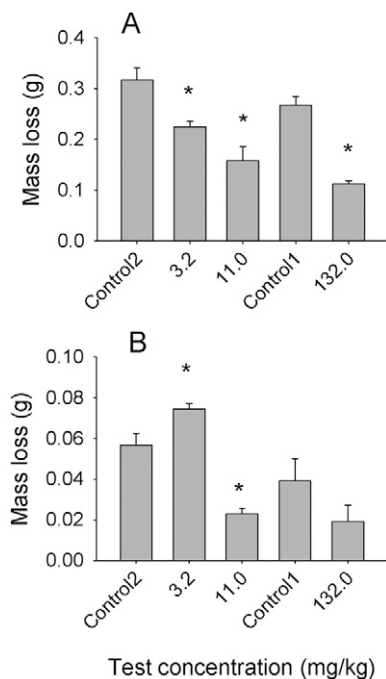 A
Mass loss (g)
0.4
0.3
0.2
0.1
0.0
* * *
Control2 3.2 11.0 Control1 132.0
B
Mass loss (g)
0.10
0.08
0.06
0.04
0.02
0.00
* *
Control2 3.2 11.0 Control1 132.0
Test concentration (mg/kg)